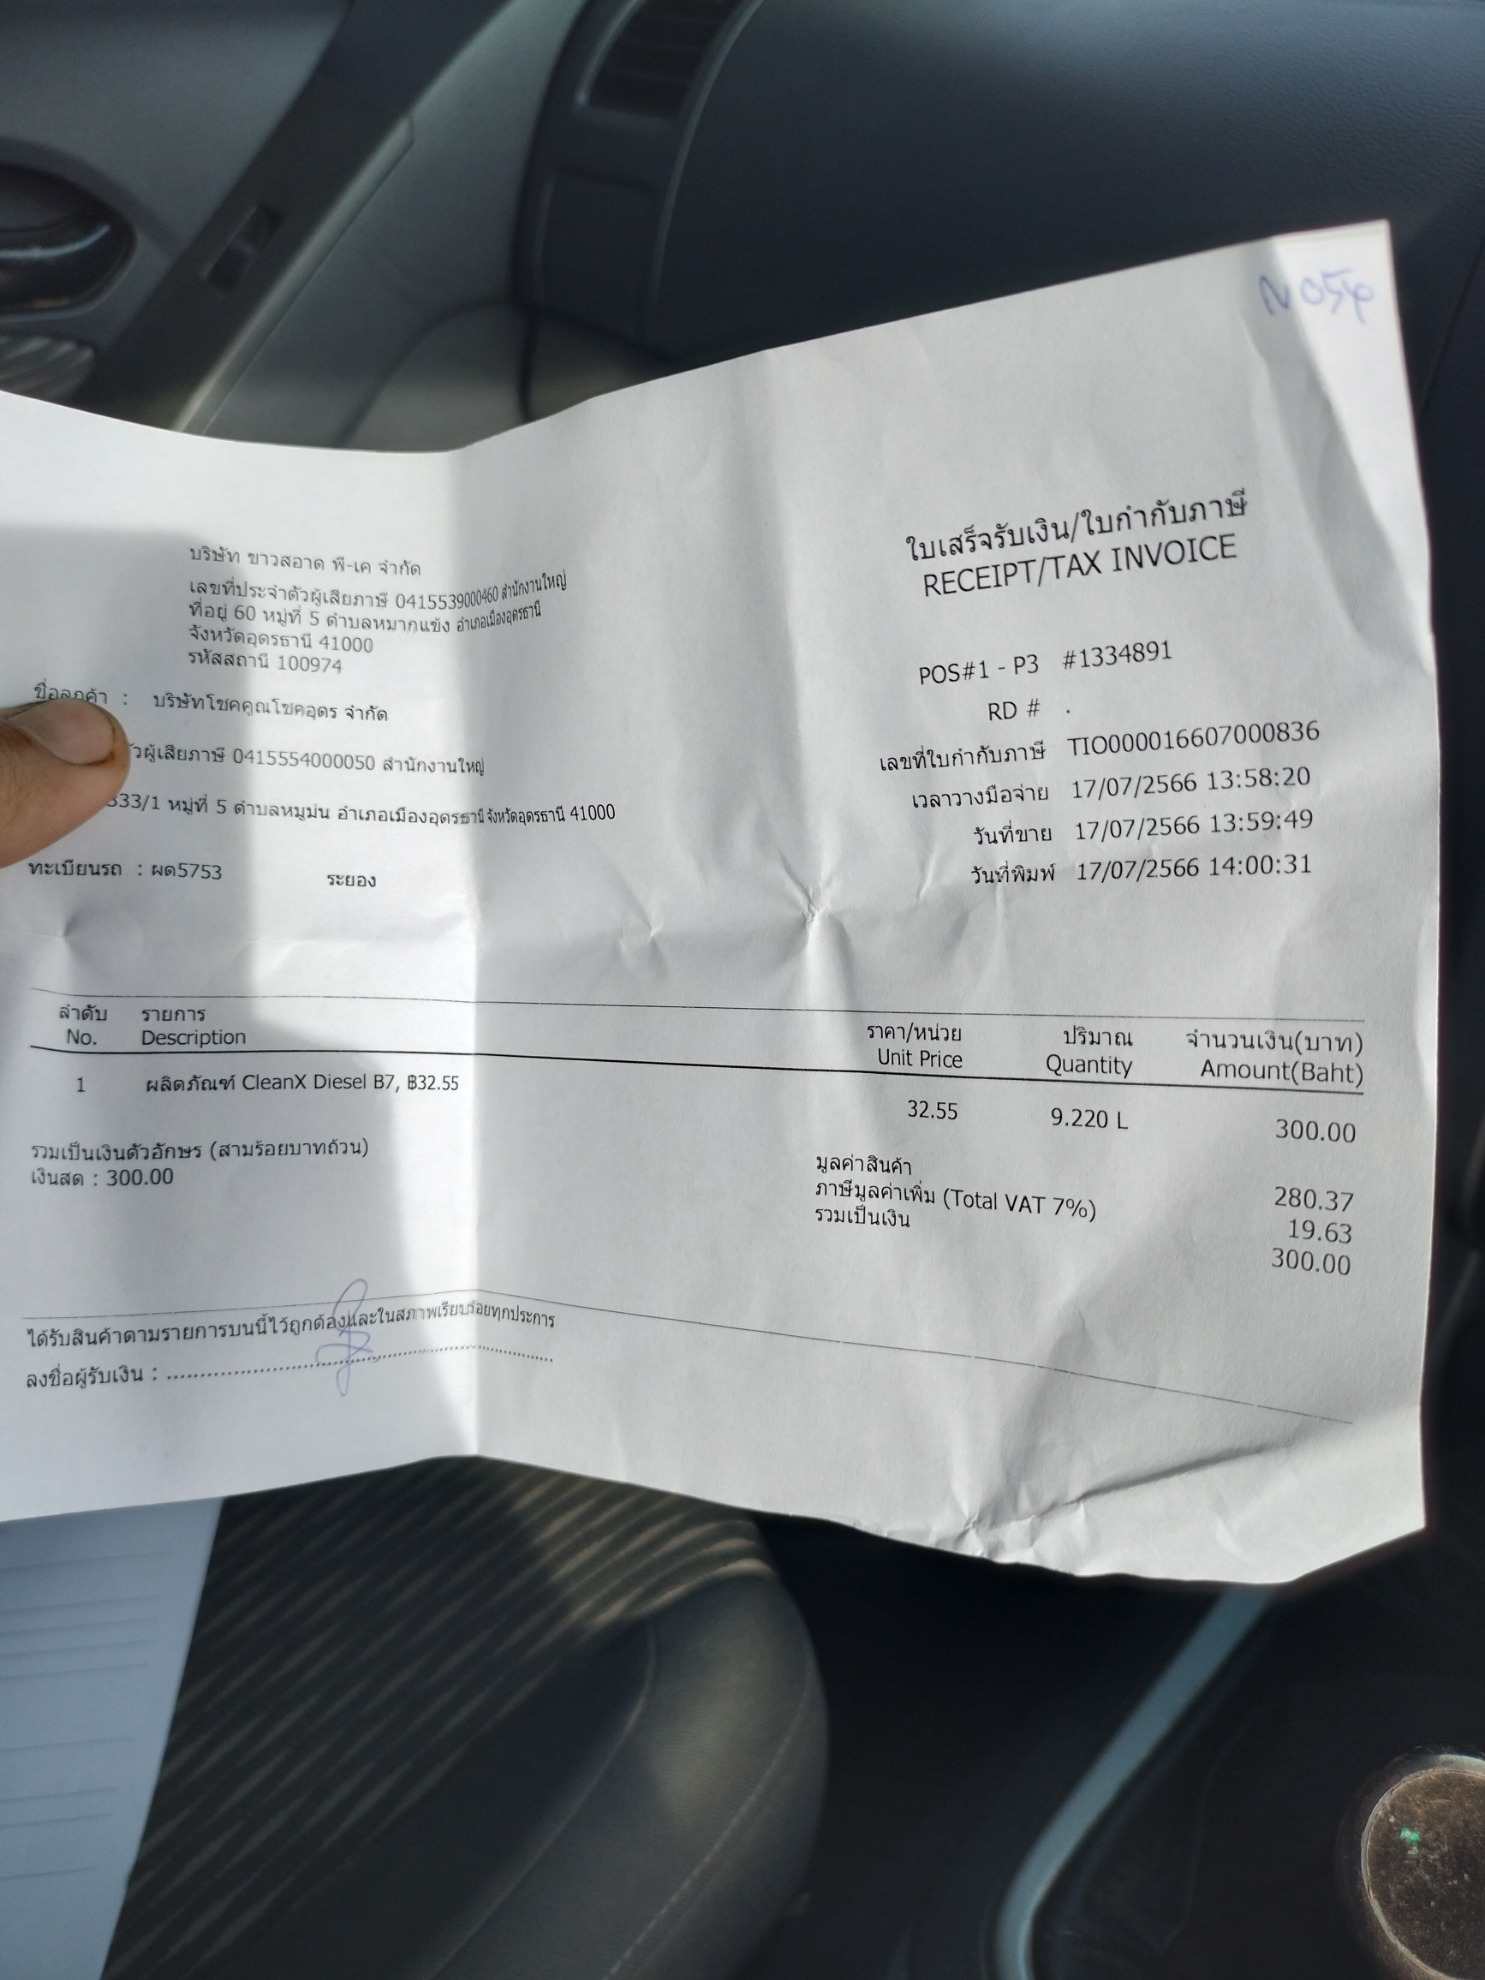 N054
ใบเสร็จรับเงิน/ใบกำกับภาษี
RECEIPT/TAX INVOICE
บริษัท ขาวสอาด พี-เค จำกัด
เลขที่ประจำตัวผู้เสียภาษี 0415539000460 สำนักงานใหญ่
ที่อยู่ 60 หมู่ที่ 5 ตำบลหมากแข้ง อำเภอเมืองอุดรธานี
จังหวัดอุดรธานี 41000
รหัสสถานี 100974
POS#1 - P3 #1334891
RD # .
เลขที่ใบกำกับภาษี TIO000016607000836
เวลาวางมือจ่าย 17/07/2566 13:58:20
วันที่ขาย 17/07/2566 13:59:49
วันที่พิมพ์ 17/07/2566 14:00:31
ชื่อลูกค้า : บริษัทโชคคูณโชคอุดร จำกัด
ตัวผู้เสียภาษี 0415554000050 สำนักงานใหญ่
333/1 หมู่ที่ 5 ตำบลหมูม่น อำเภอเมืองอุดรธานี จังหวัดอุดรธานี 41000
ทะเบียนรถ : ผด5753 ระยอง
ลำดับ รายการ ราคา/หน่วย ปริมาณ จำนวนเงิน(บาท)
No. Description Unit Price Quantity Amount(Baht)
1 ผลิตภัณฑ์ CleanX Diesel B7, ฿32.55 32.55 9.220 L 300.00
รวมเป็นเงินตัวอักษร (สามร้อยบาทถ้วน)
เงินสด : 300.00
มูลค่าสินค้า 280.37
ภาษีมูลค่าเพิ่ม (Total VAT 7%) 19.63
รวมเป็นเงิน 300.00
ได้รับสินค้าตามรายการบนนี้ไว้ถูกต้องและในสภาพเรียบร้อยทุกประการ
ลงชื่อผู้รับเงิน : ........................................................